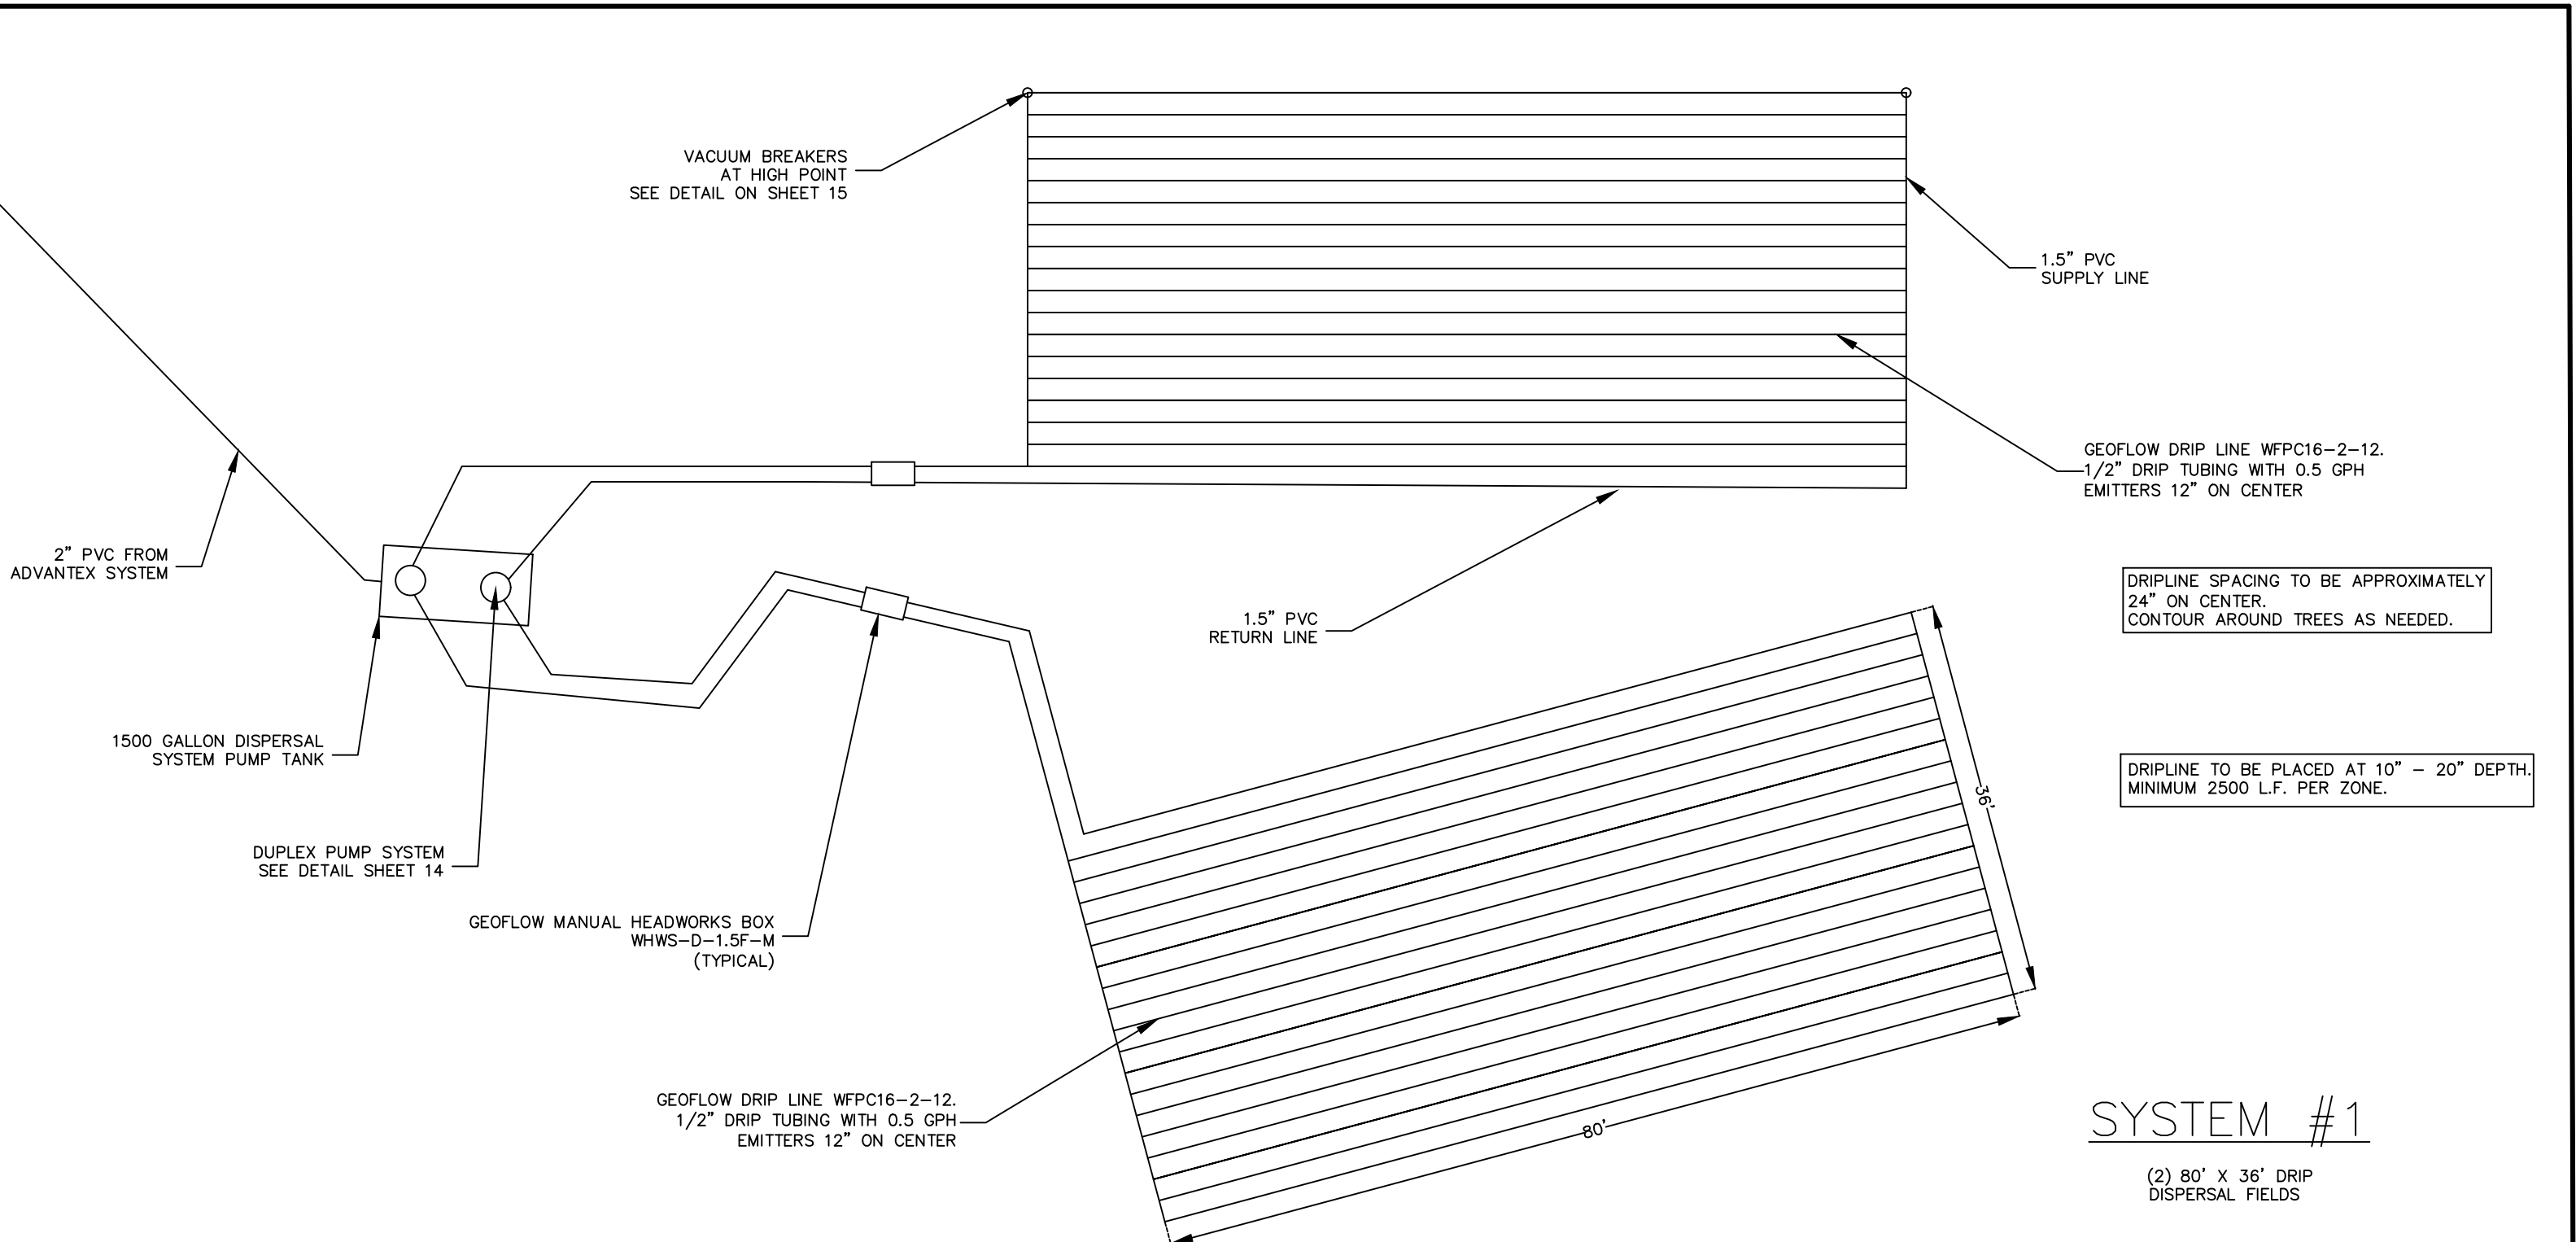 VACUUM BREAKERS
AT HIGH POINT
SEE DETAIL ON SHEET 15
1.5" PVC
SUPPLY LINE
GEOFLOW DRIP LINE WFPC16-2-12.
1/2" DRIP TUBING WITH 0.5 GPH
EMITTERS 12" ON CENTER
2" PVC FROM
ADVANTEX SYSTEM
DRIPLINE SPACING TO BE APPROXIMATELY
24" ON CENTER.
CONTOUR AROUND TREES AS NEEDED.
1.5" PVC
RETURN LINE
1500 GALLON DISPERSAL
SYSTEM PUMP TANK
DRIPLINE TO BE PLACED AT 10" - 20" DEPTH.
MINIMUM 2500 L.F. PER ZONE.
36'
DUPLEX PUMP SYSTEM
SEE DETAIL SHEET 14
GEOFLOW MANUAL HEADWORKS BOX
WHWS-D-1.5F-M
(TYPICAL)
GEOFLOW DRIP LINE WFPC16-2-12.
1/2" DRIP TUBING WITH 0.5 GPH
EMITTERS 12" ON CENTER
80'
SYSTEM #1
(2) 80' X 36' DRIP
DISPERSAL FIELDS